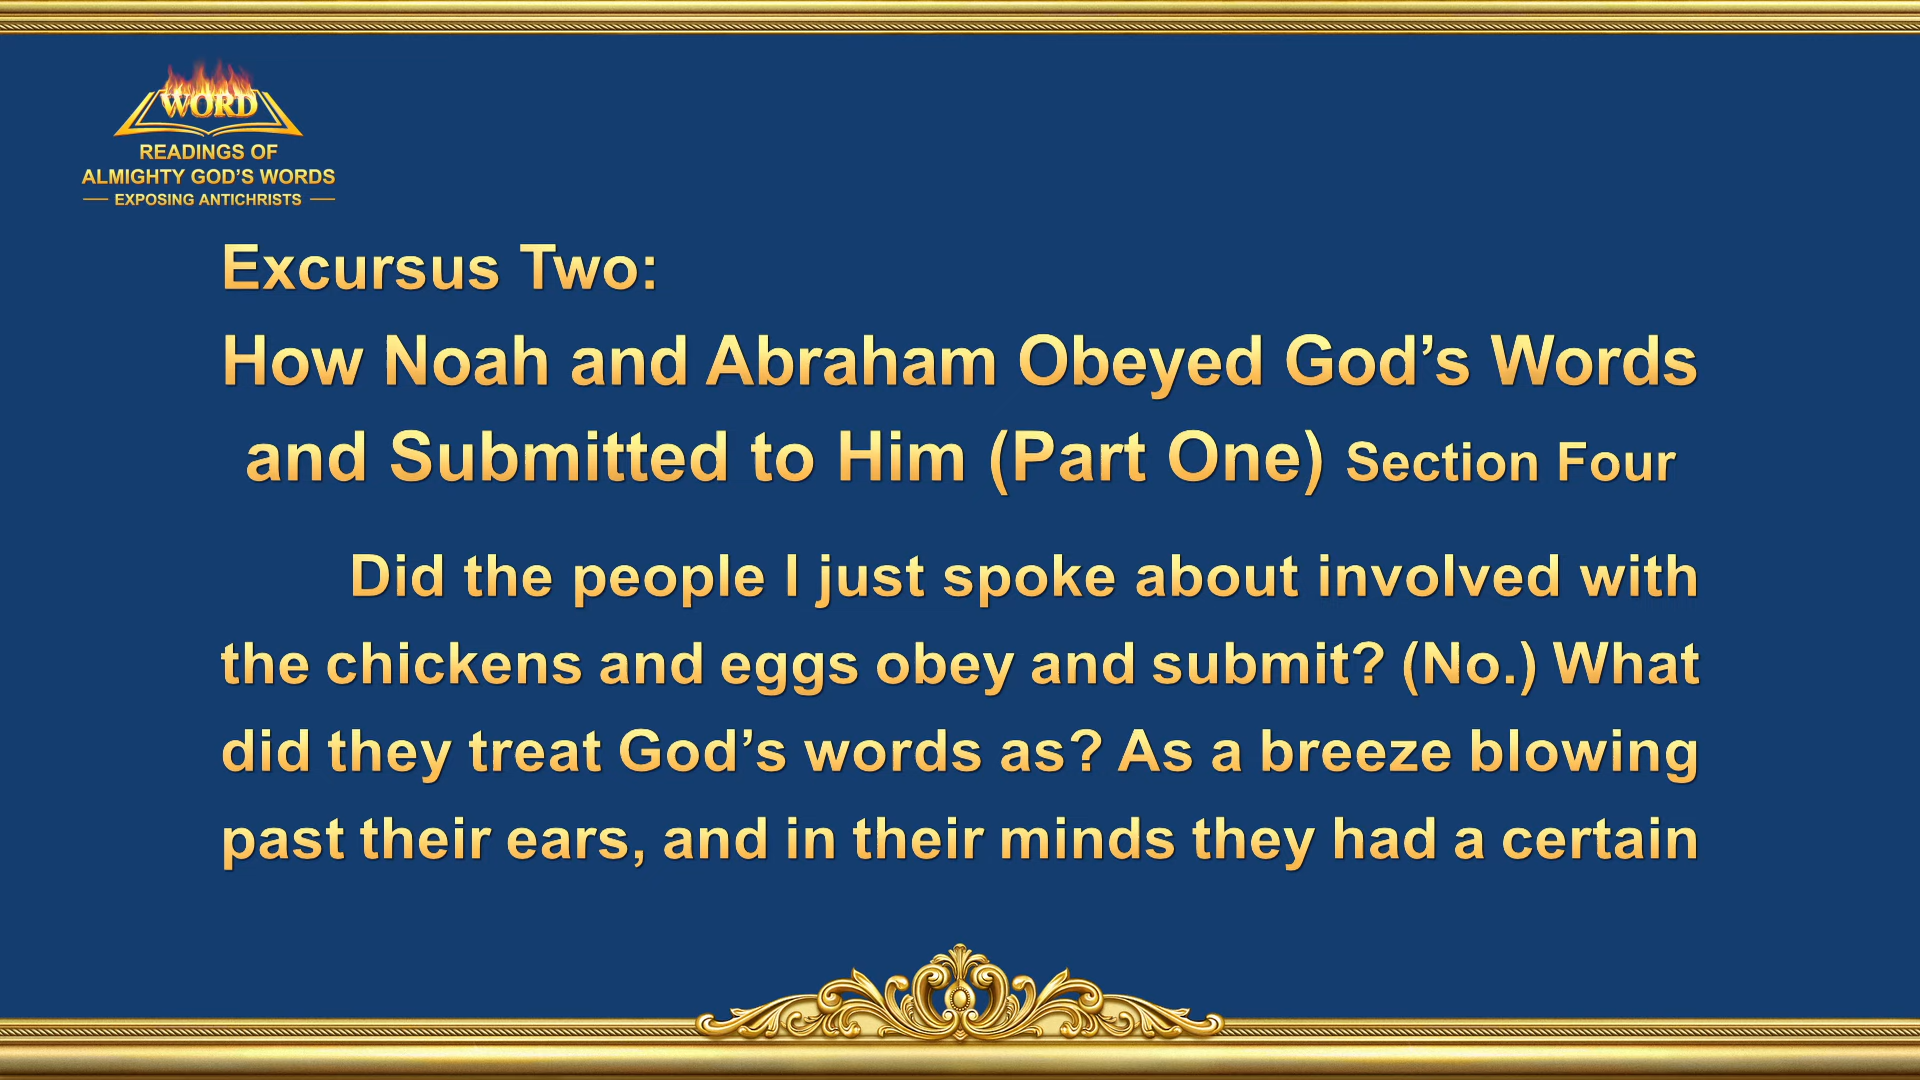 WORD
READINGS OF
ALMIGHTY GOD’S WORDS
EXPOSING ANTICHRISTS
Excursus Two:
How Noah and Abraham Obeyed God’s Words
and Submitted to Him (Part One) Section Four
Did the people I just spoke about involved with
the chickens and eggs obey and submit? (No.) What
did they treat God’s words as? As a breeze blowing
past their ears, and in their minds they had a certain